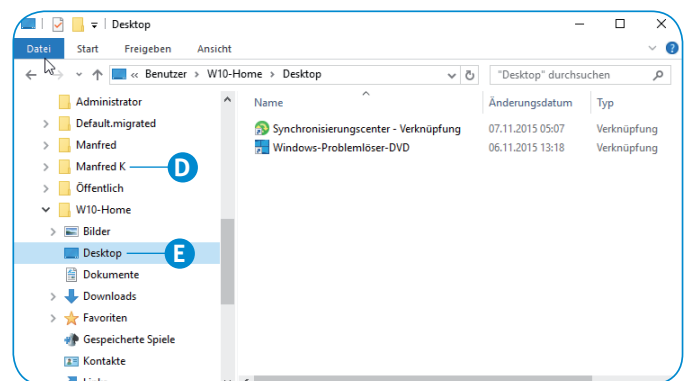 Desktop
Datei Start Freigeben Ansicht ?
« Benutzer > W10-Home > Desktop "Desktop" durchsuchen
Name Änderungsdatum Typ
Administrator
Default.migrated
Manfred
Manfred K D
Öffentlich
W10-Home
Bilder
Desktop E
Dokumente
Downloads
Favoriten
Gespeicherte Spiele
Kontakte
Synchronisierungscenter - Verknüpfung 07.11.2015 05:07 Verknüpfung
Windows-Problemlöser-DVD 06.11.2015 13:18 Verknüpfung